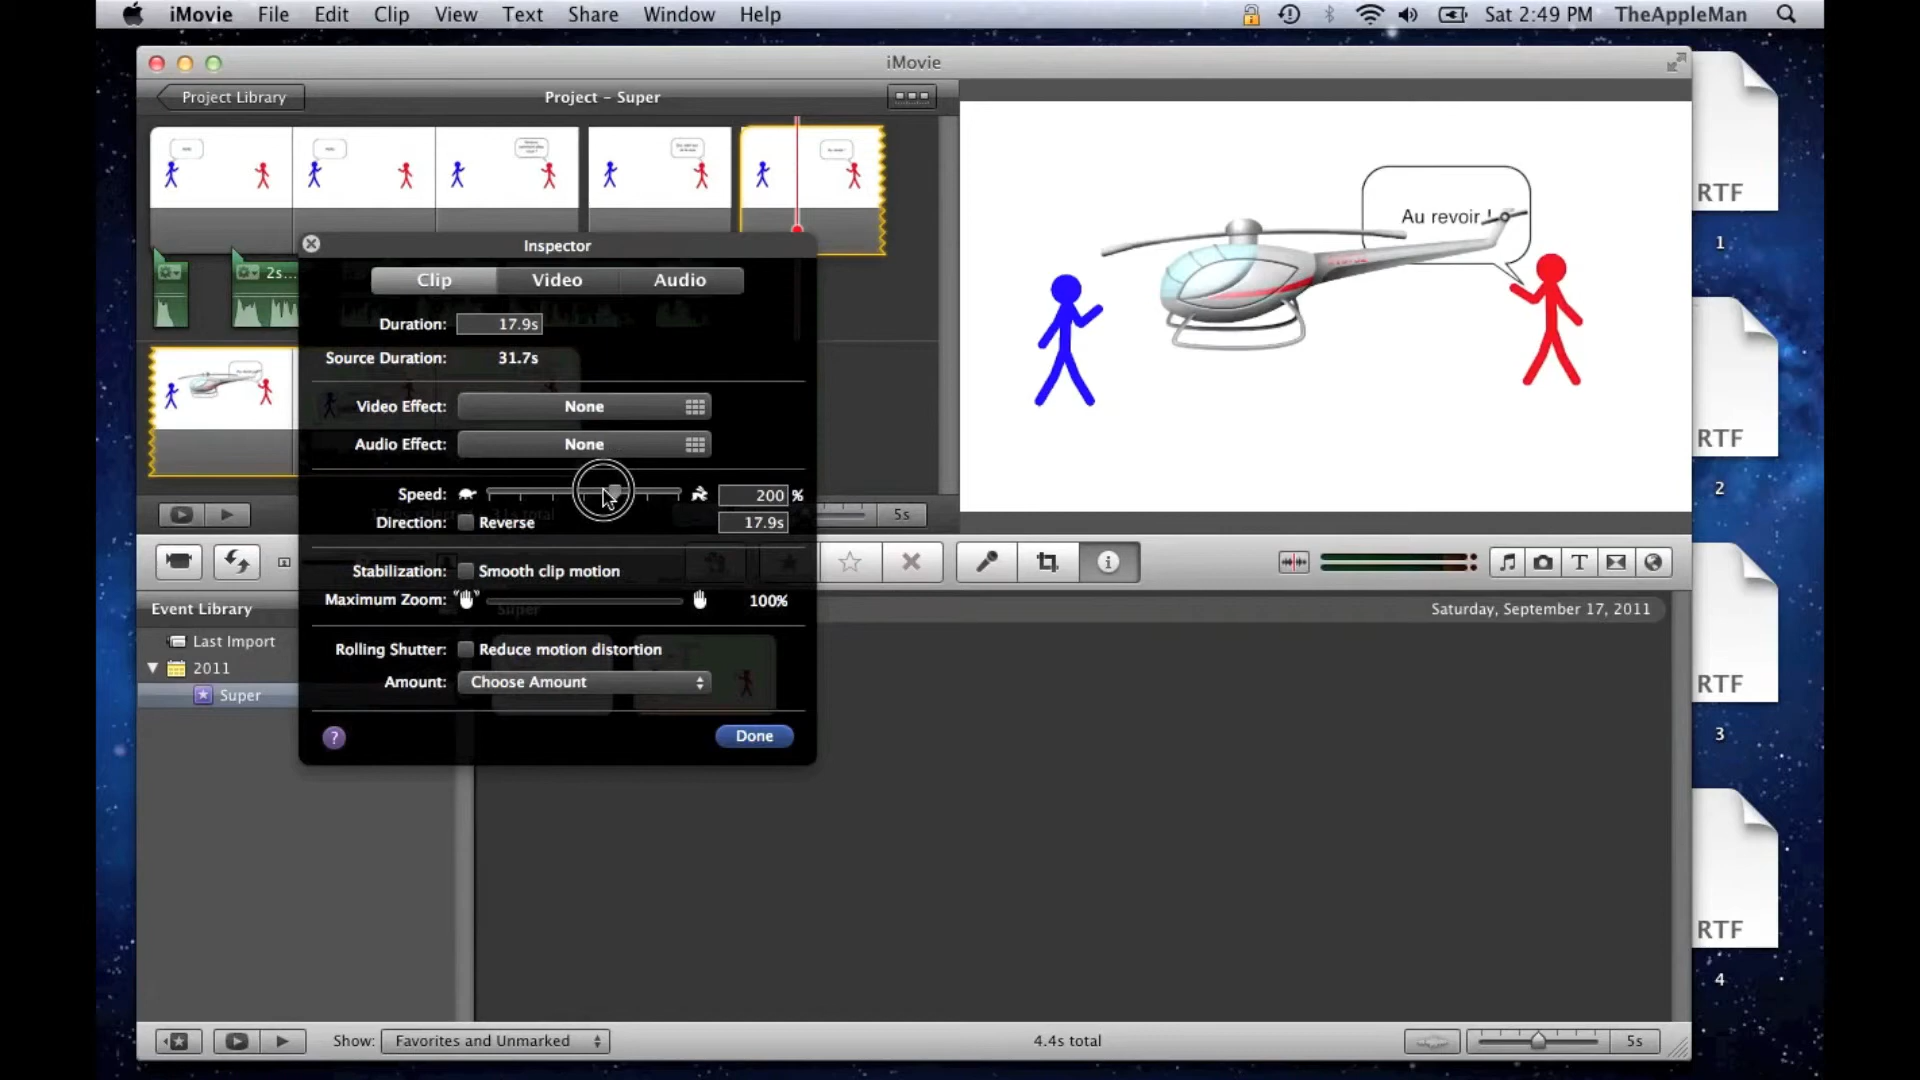 iMovie File Edit Clip View Text Share Window Help Sat 2:49 PM TheAppleMan
iMovie
Project Library
Project – Super
2s...
Inspector
Clip Video Audio
Duration: 17.9s
Source Duration: 31.7s
Video Effect: None
Audio Effect: None
Speed: 200 %
Direction: Reverse 17.9s
Stabilization: Smooth clip motion
Maximum Zoom: 100%
Rolling Shutter: Reduce motion distortion
Amount: Choose Amount
? Done
Au revoir !
5s
Event Library
Last Import
2011
Super
Super
Saturday, September 17, 2011
Show: Favorites and Unmarked
4.4s total
5s
RTF
1
RTF
2
RTF
3
RTF
4